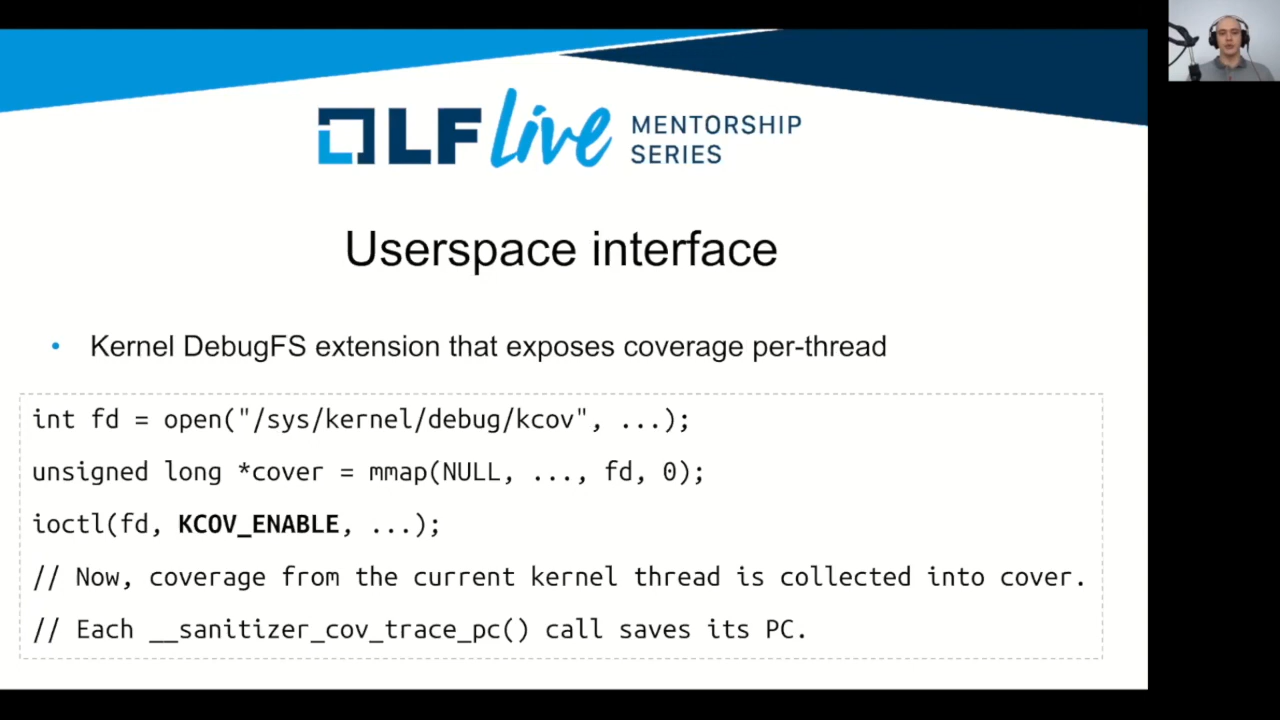 LF Live MENTORSHIP
SERIES
Userspace interface
• Kernel DebugFS extension that exposes coverage per-thread
int fd = open("/sys/kernel/debug/kcov", ...);
unsigned long *cover = mmap(NULL, ..., fd, 0);
ioctl(fd, KCOV_ENABLE, ...);
// Now, coverage from the current kernel thread is collected into cover.
// Each __sanitizer_cov_trace_pc() call saves its PC.